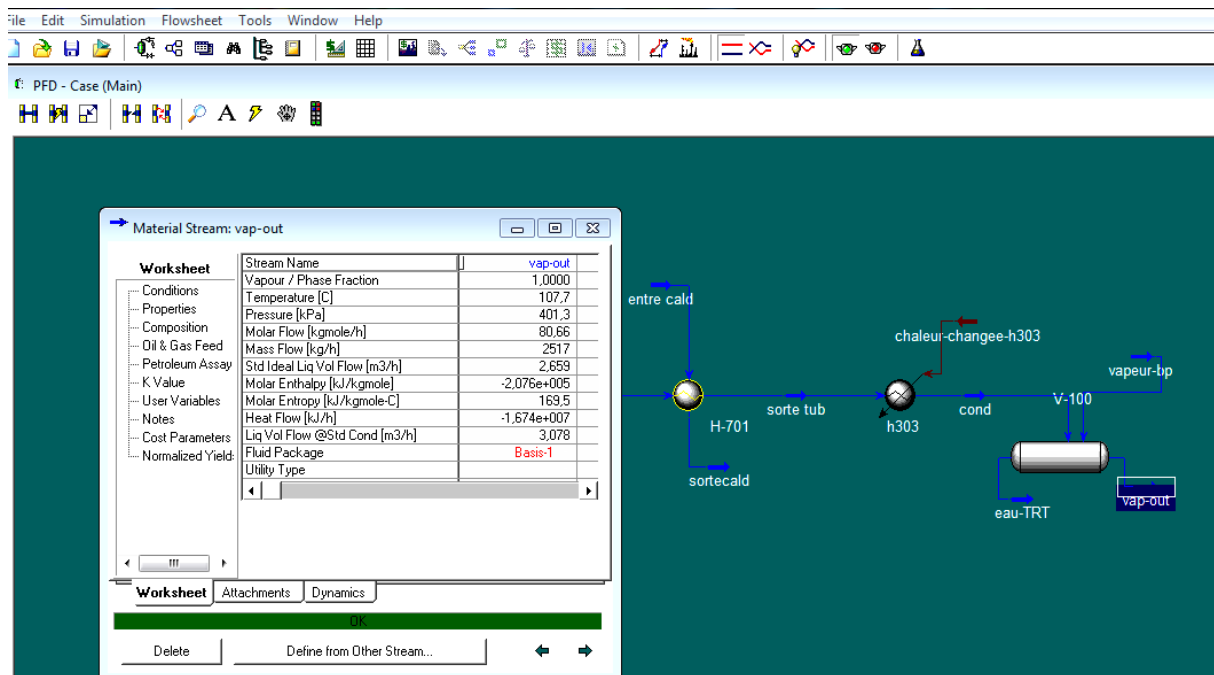 File Edit Simulation Flowsheet Tools Window Help
PFD - Case (Main)
A
Material Stream: vap-out
Worksheet
Conditions
Properties
Composition
Oil & Gas Feed
Petroleum Assay
K Value
User Variables
Notes
Cost Parameters
Normalized Yield
Stream Name vap-out
Vapour / Phase Fraction 1,0000
Temperature [C] 107,7
Pressure [kPa] 401,3
Molar Flow [kgmole/h] 80,66
Mass Flow [kg/h] 2517
Std Ideal Liq Vol Flow [m3/h] 2,659
Molar Enthalpy [kJ/kgmole] -2,076e+005
Molar Entropy [kJ/kgmole-C] 169,5
Heat Flow [kJ/h] -1,674e+007
Liq Vol Flow @Std Cond [m3/h] 3,078
Fluid Package Basis-1
Utility Type
Worksheet Attachments Dynamics
OK
Delete Define from Other Stream...
entre cald
chaleur-changee-h303
vapeur-bp
V-100
sorte tub
cond
H-701
h303
sortecald
vap-out
eau-TRT